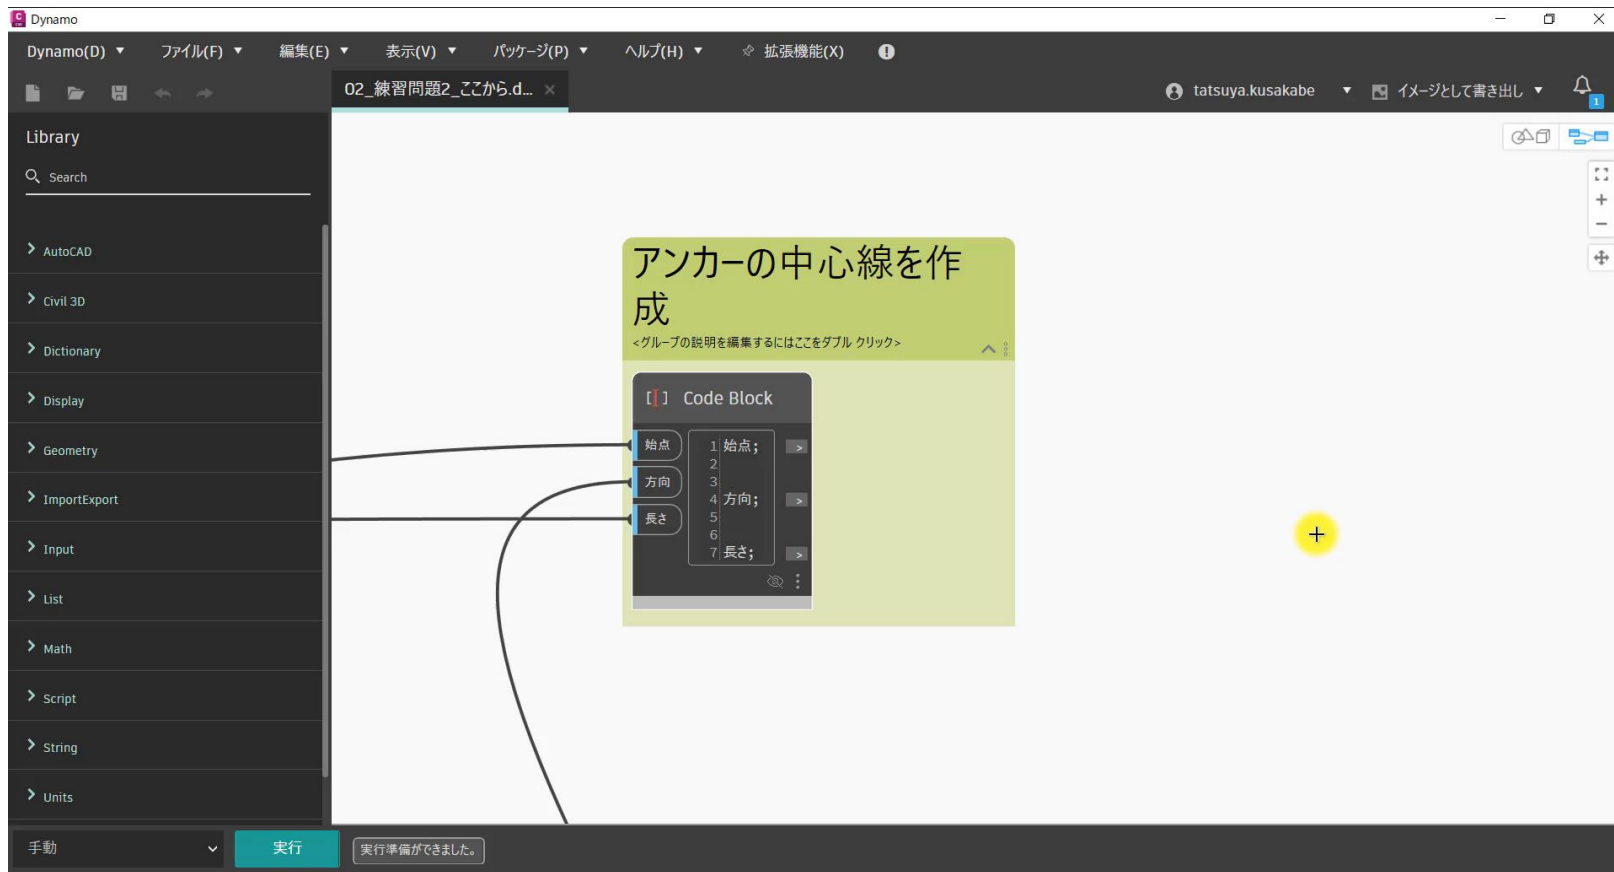 Dynamo
Dynamo(D) ファイル(F) 編集(E) 表示(V) パッケージ(P) ヘルプ(H) 拡張機能(X)
02_練習問題2_ここから.d...
tatsuya.kusakabe イメージとして書き出し
1
Library
Search
AutoCAD
Civil 3D
Dictionary
Display
Geometry
ImportExport
Input
List
Math
Script
String
Units
アンカーの中心線を作
成
<グループの説明を編集するにはここをダブル クリック>
Code Block
始点
方向
長さ
1 始点;
2
3
4 方向;
5
6
7 長さ;
手動 実行 実行準備ができました。